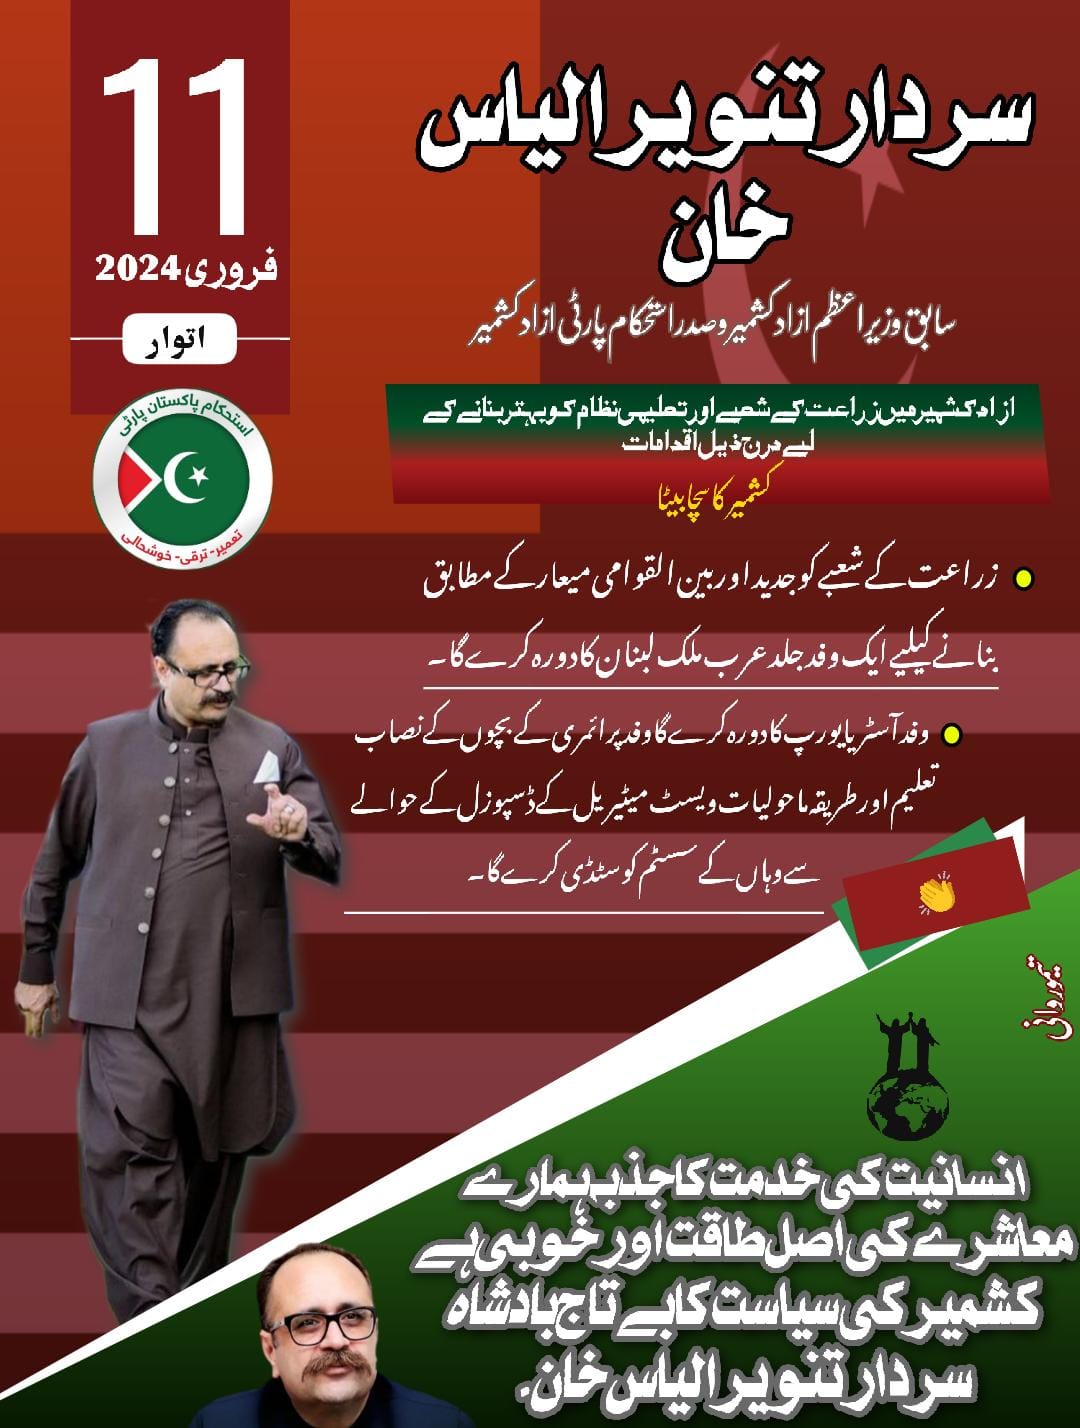 11
فروری 2024
اتوار
سردار تنویر الیاس
خان
سابق وزیراعظم ازاد کشمیر و صدر استحکام پارٹی ازاد کشمیر
استحکام پاکستان پارٹی
تعمیر - ترقی - خوشحالی
ازاد کشمیر میں زراعت کے شعبے اور تعلیمی نظام کو بہتر بنانے کے
لیے درج ذیل اقدامات
کشمیر کا سچا بیٹا
زراعت کے شعبے کو جدید اور بین القوامی میعار کے مطابق
بنانے کیلیے ایک وفد جلد عرب ملک لبنان کا دورہ کرے گا۔
وفد آسٹریا یورپ کا دورہ کرے گا وفد پرائمری کے بچوں کے نصاب
تعلیم اور طریقہ ماحولیات ویسٹ میٹیریل کے ڈسپوزل کے حوالے
سے وہاں کے سسٹم کو سٹڈی کرے گا۔
تیمور وانی
انسانیت کی خدمت کا جذبہ ہمارے
معاشرے کی اصل طاقت اور خوبی ہے
کشمیر کی سیاست کا بے تاج بادشاہ
سردار تنویر الیاس خان.